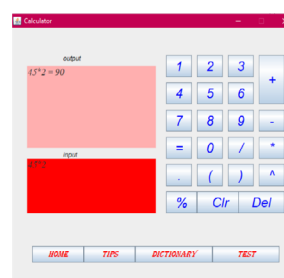 Calculator
output
45*2 = 90
1 2 3 +
4 5 6
7 8 9 -
= 0 / *
. ( ) ^
input
45*2
% Clr Del
HOME TIPS DICTIONARY TEST